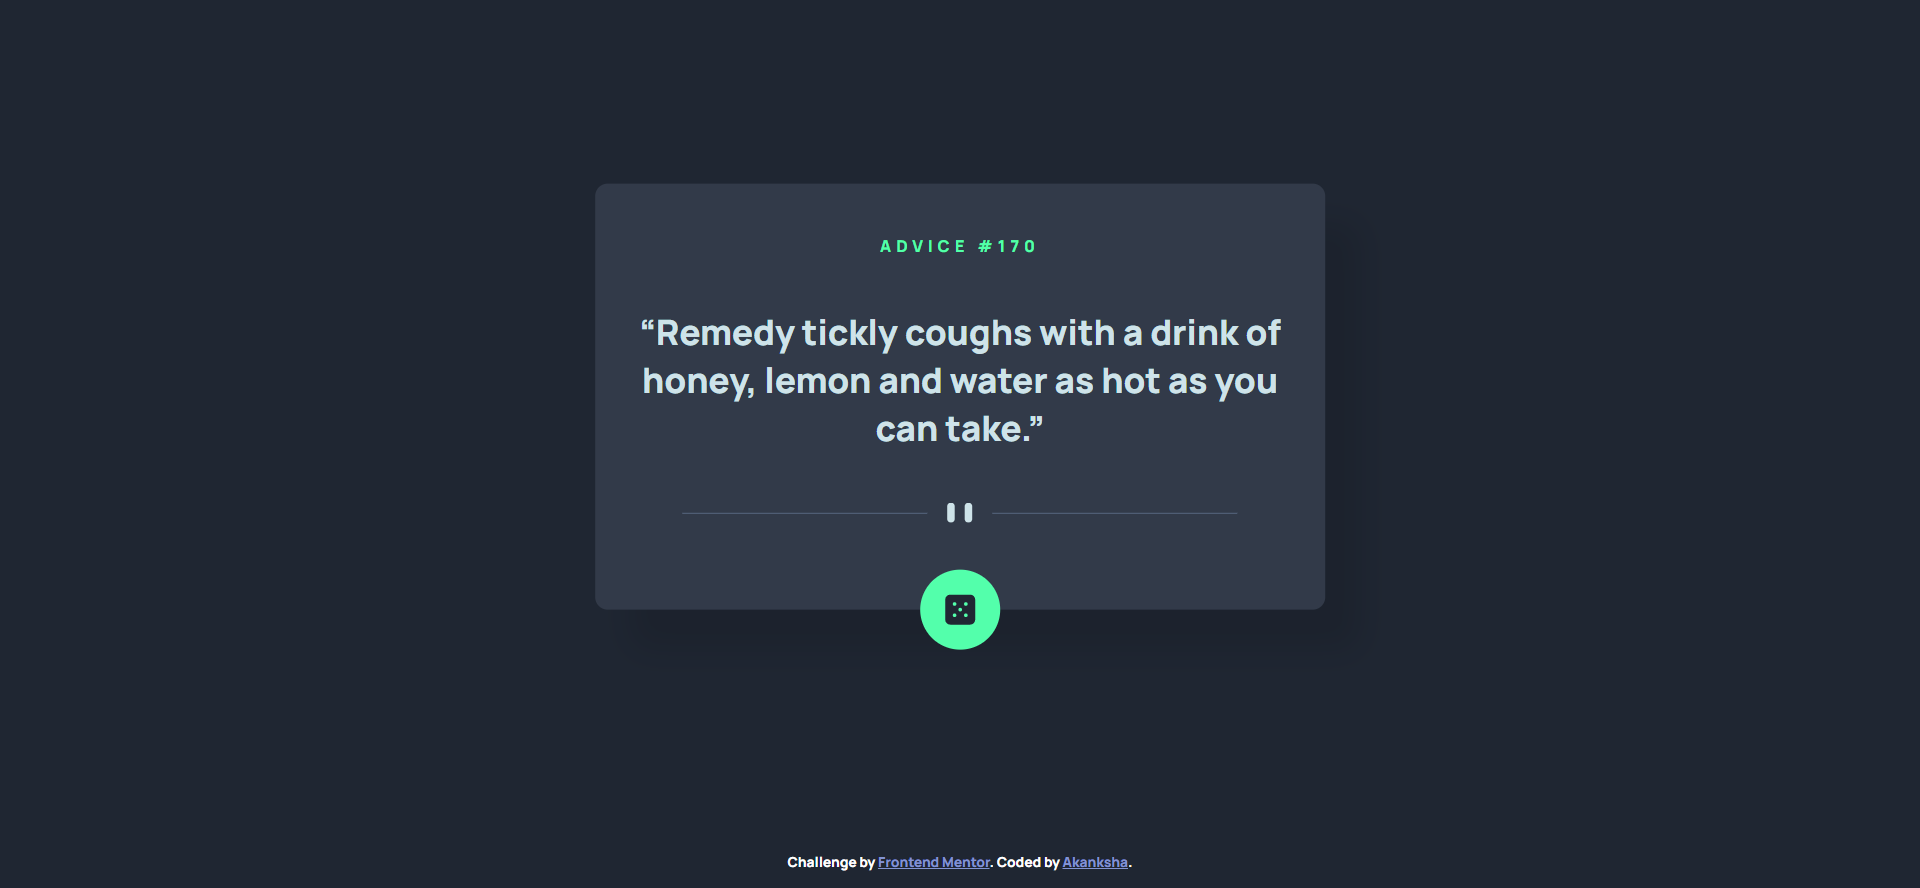 ADVICE #170
“Remedy tickly coughs with a drink of
honey, lemon and water as hot as you
can take.”
Challenge by Frontend Mentor. Coded by Akanksha.